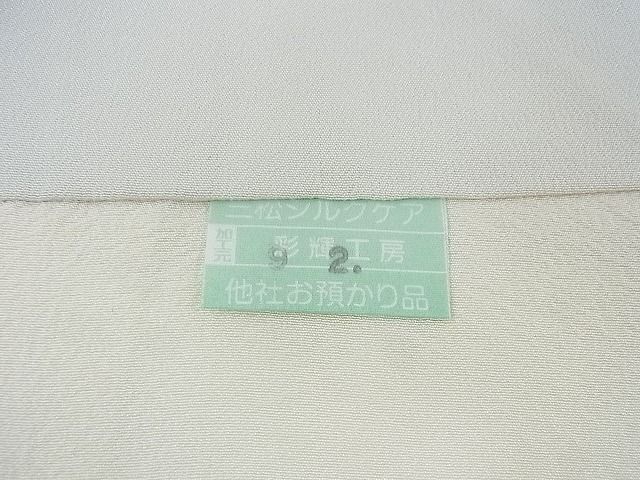 三松シルクケア
加工元 彩輝工房
9 2.
他社お預かり品